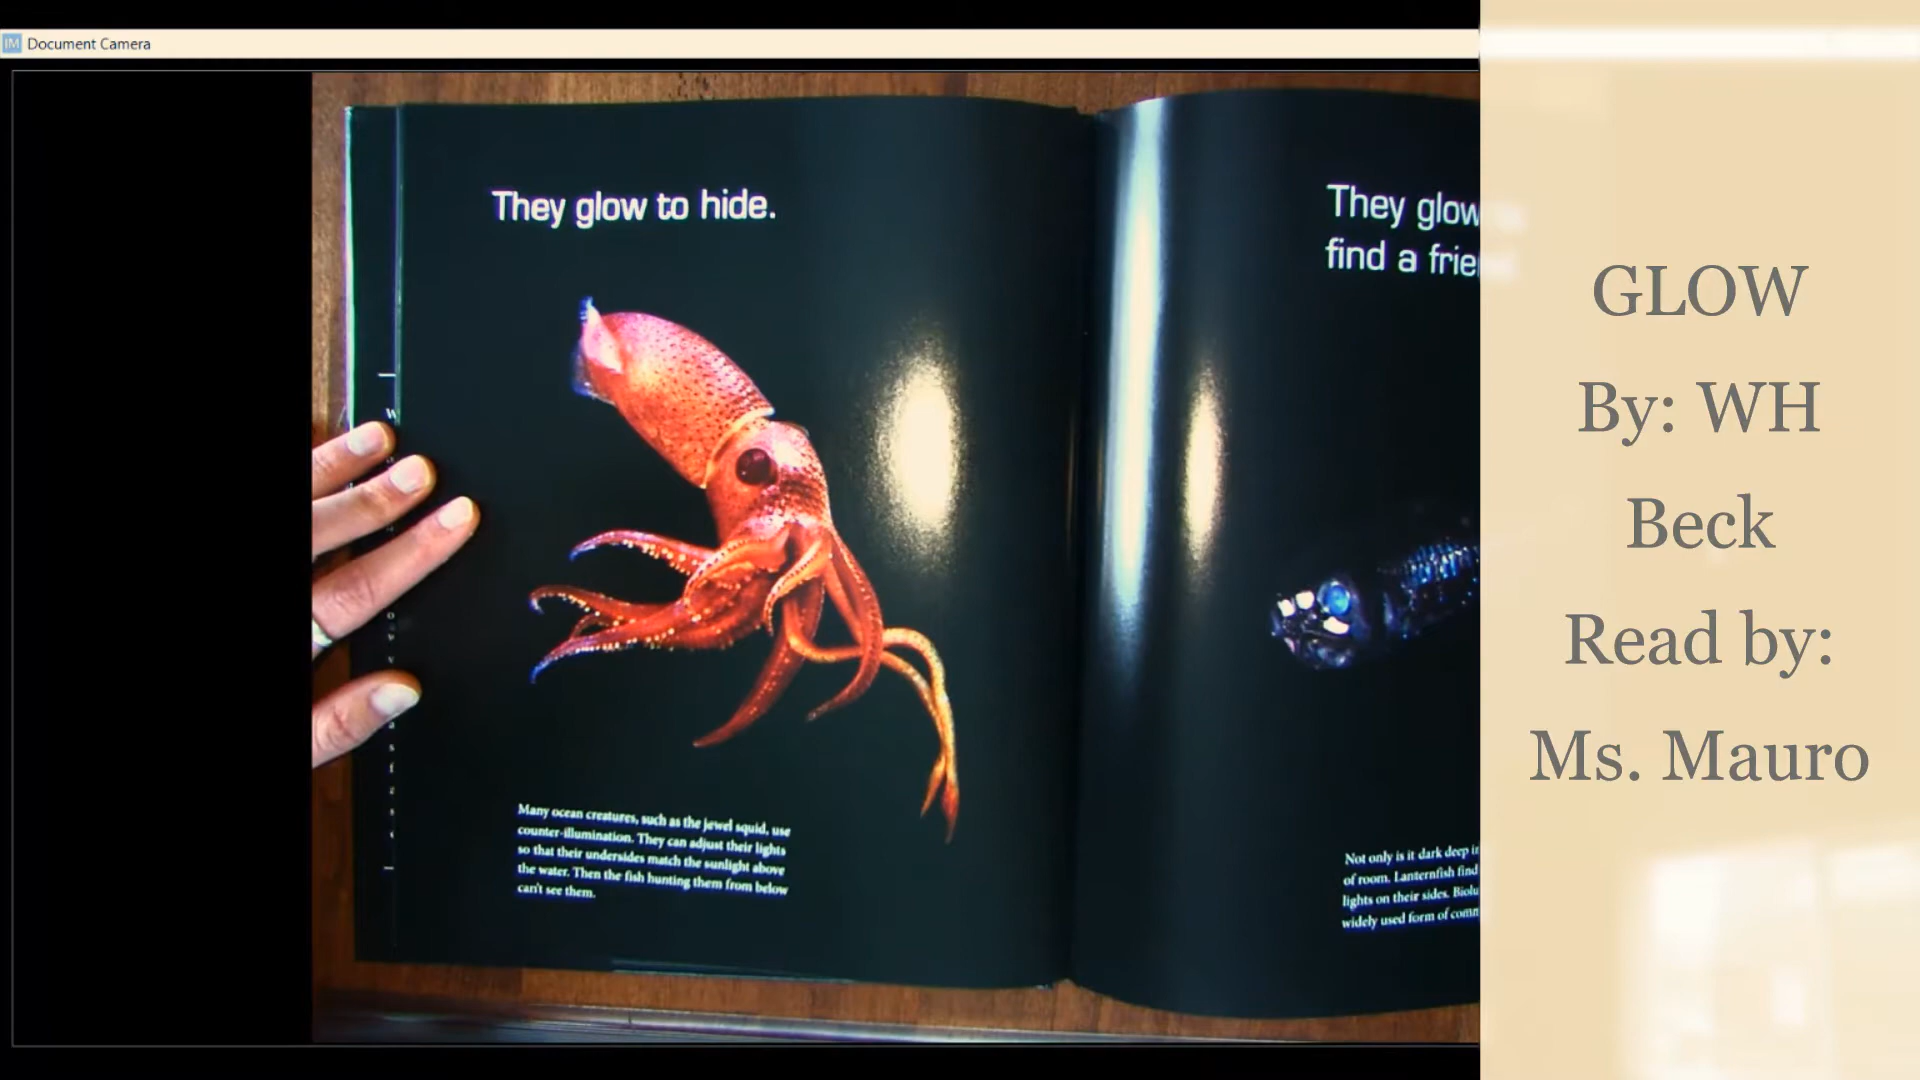 Document Camera
They glow to hide.
Many ocean creatures, such as the jewel squid, use
counter-illumination. They can adjust their lights
so that their undersides match the sunlight above
the water. Then the fish hunting them from below
can't see them.
They glow
find a frie
Not only is it dark deep i
of room. Lanternfish find
lights on their sides. Biolu
widely used form of comm
GLOW
By: WH
Beck
Read by:
Ms. Mauro